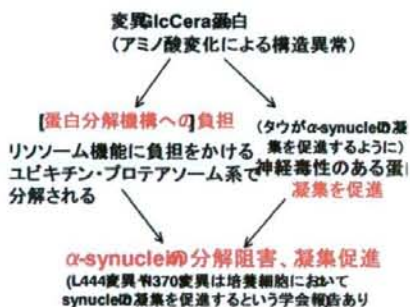 変異GlcCerase蛋白
(アミノ酸変化による構造異常)
[蛋白分解機構への]負担
リソソーム機能に負担をかける
ユビキチン・プロテアソーム系で
分解される
(タウがα-synucleinの凝
集を促進するように)
神経毒性のある蛋
凝集を促進
α-synucleinの分解阻害、凝集促進
(L444変異やN370変異は培養細胞において
synucleinの凝集を促進するという学会報告あり